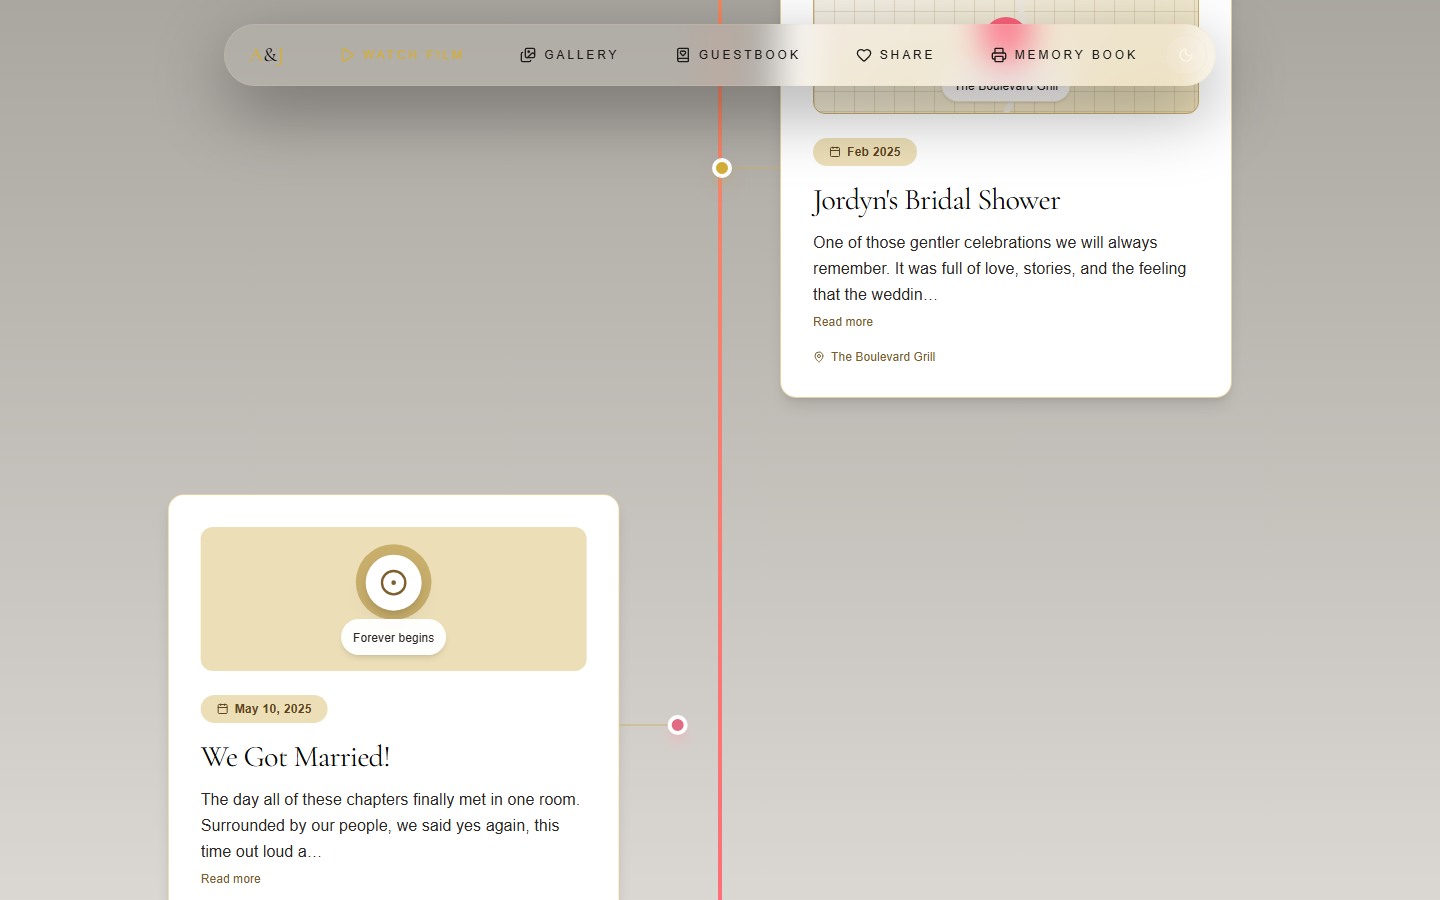 A&J
WATCH FILM
GALLERY
GUESTBOOK
SHARE
MEMORY BOOK
The Boulevard Grill
Feb 2025
Jordyn's Bridal Shower
One of those gentler celebrations we will always
remember. It was full of love, stories, and the feeling
that the weddin…
Read more
The Boulevard Grill
Forever begins
May 10, 2025
We Got Married!
The day all of these chapters finally met in one room.
Surrounded by our people, we said yes again, this
time out loud a…
Read more